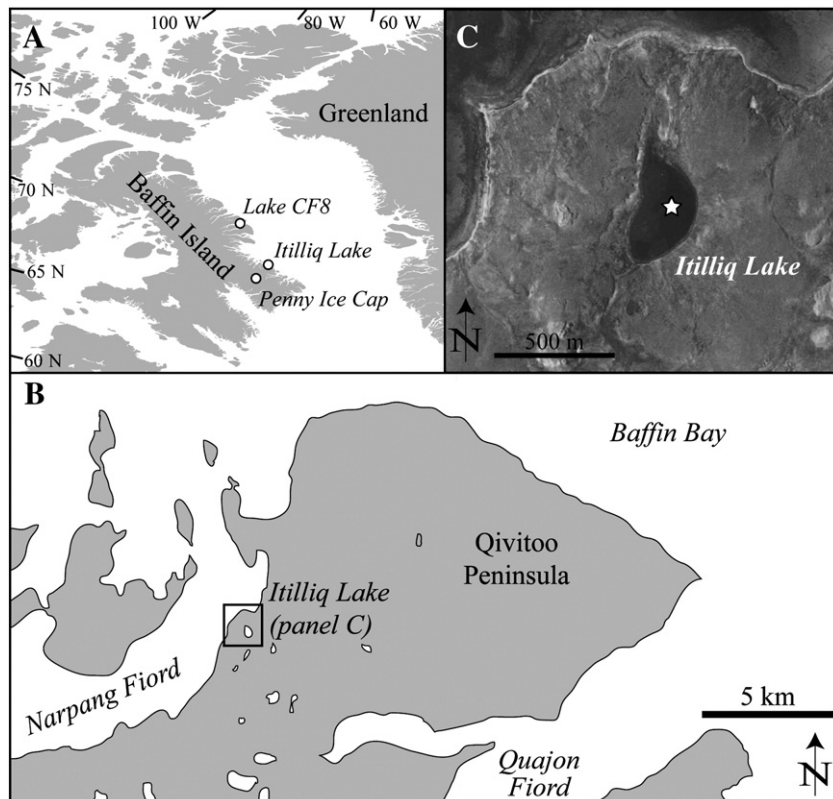 A
100 W
80 W
60 W
75 N
70 N
65 N
60 N
Greenland
Baffin Island
Lake CF8
Itilliq Lake
Penny Ice Cap
C
Itilliq Lake
N
500 m
B
Baffin Bay
Qivitoo
Peninsula
Itilliq Lake
(panel C)
Narpang Fiord
5 km
Quajon
Fiord
N